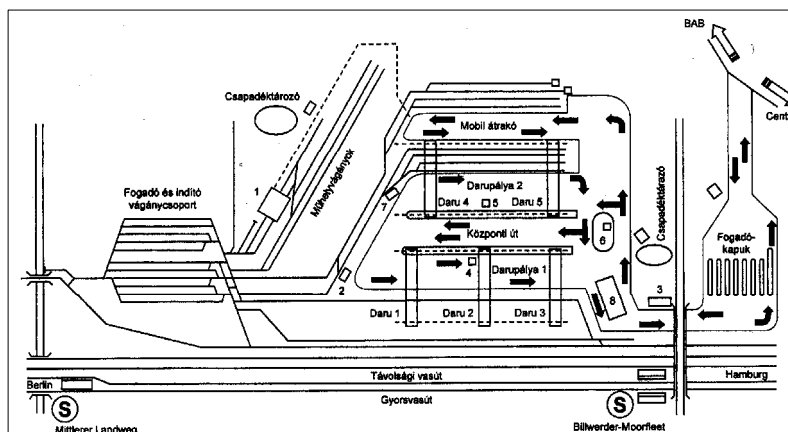 BAB
Cent
Csapadéktározó
Mobil átrakó
Fogadó és indító
vágánycsoport
1
Műhelyvágányok
7
Darupálya 2
Daru 4
5
Daru 5
Csapadéktározó
Központi út
6
Fogadó-
kapuk
2
4
Darupálya 1
8
3
Daru 1
Daru 2
Daru 3
Távolsági vasút
Berlin
Hamburg
Gyorsvasút
S
S
Mittlerer Landweg
Billwerder-Moorfleet